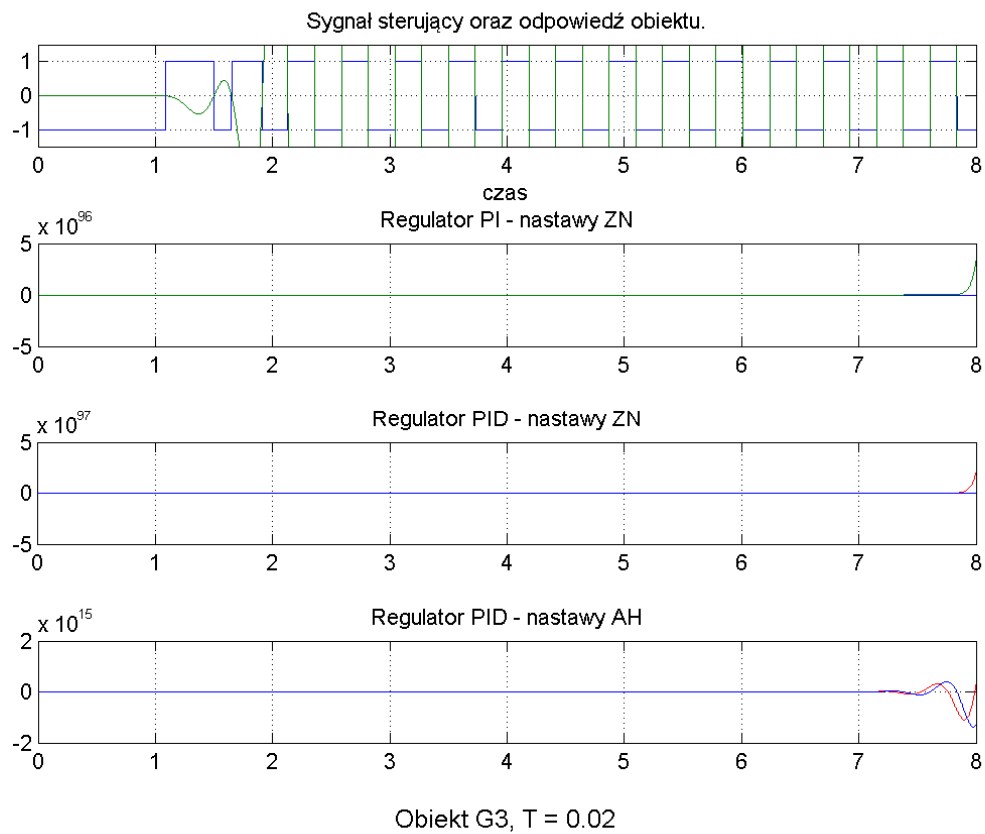 Sygnał sterujący oraz odpowiedź obiektu.
1
0
-1
0 1 2 3 4 5 6 7 8
czas
Regulator PI - nastawy ZN
x 10^96
5
0
-5
0 1 2 3 4 5 6 7 8
Regulator PID - nastawy ZN
x 10^97
5
0
-5
0 1 2 3 4 5 6 7 8
Regulator PID - nastawy AH
x 10^15
2
0
-2
0 1 2 3 4 5 6 7 8
Obiekt G3, T = 0.02